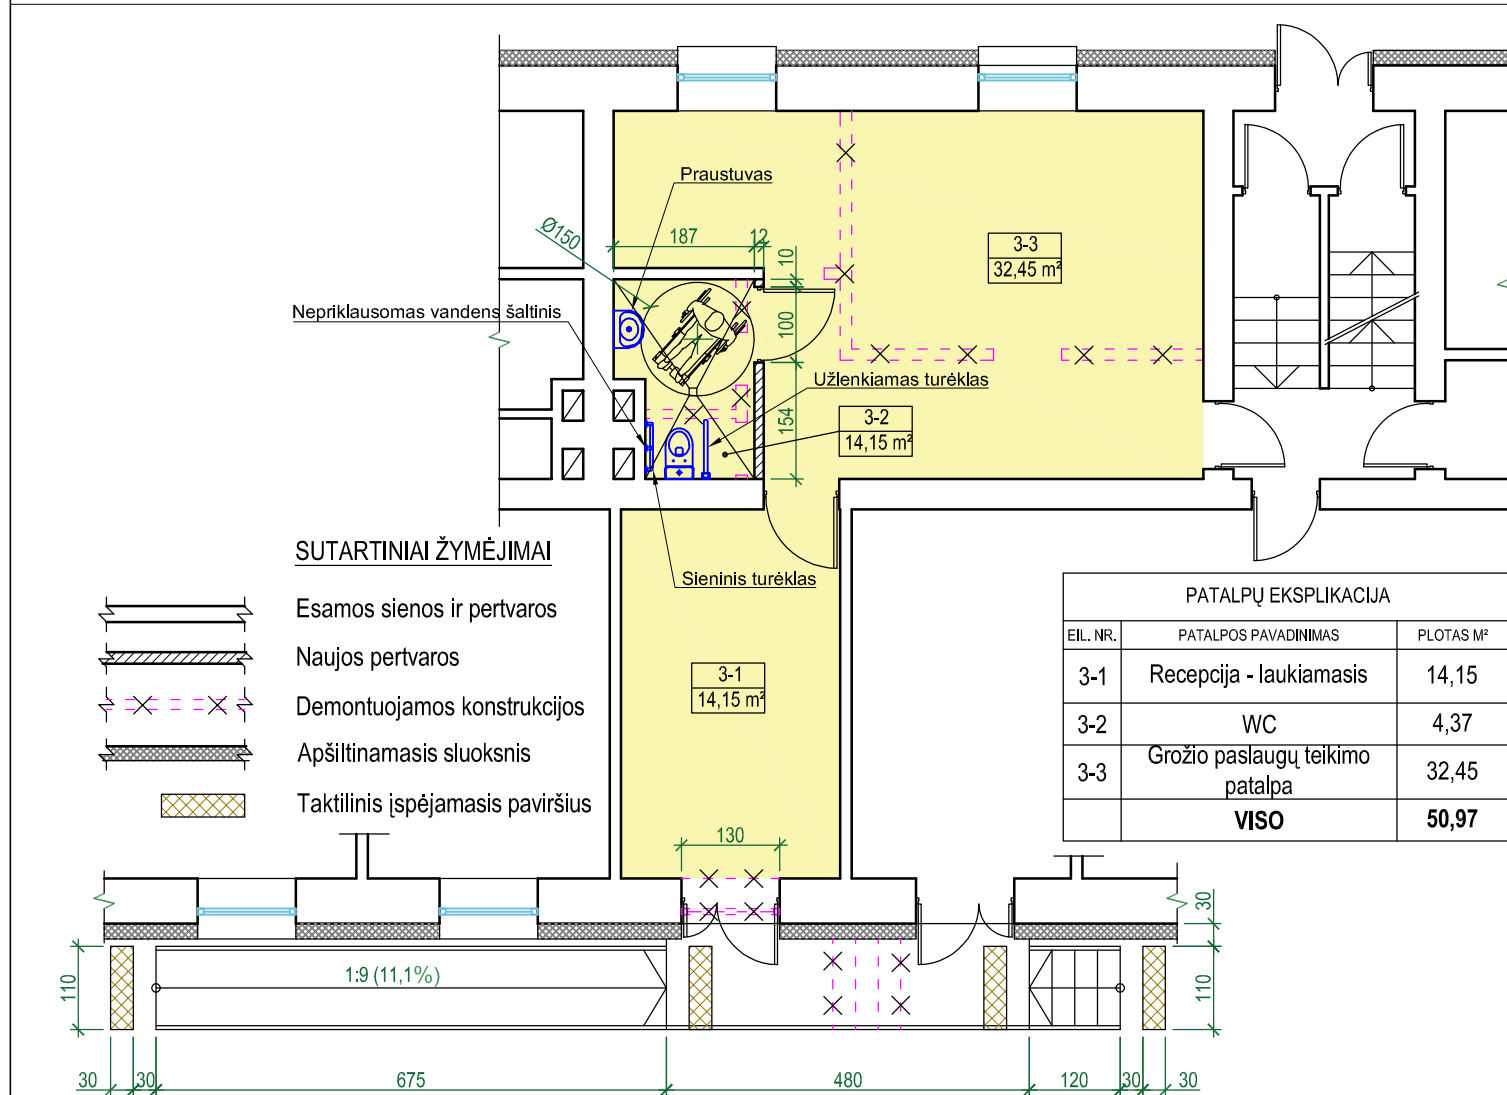 Praustuvas
Ø150
187
12
10
3-3
32,45 m²
Nepriklausomas vandens šaltinis
100
Užlenkiamas turėklas
154
3-2
14,15 m²
SUTARTINIAI ŽYMĖJIMAI
Sieninis turėklas
Esamos sienos ir pertvaros
Naujos pertvaros
Demontuojamos konstrukcijos
Apšiltinamasis sluoksnis
Taktilinis įspėjamasis paviršius
3-1
14,15 m²
PATALPŲ EKSPLIKACIJA
EIL. NR. PATALPOS PAVADINIMAS PLOTAS M²
3-1 Recepcija - laukiamasis 14,15
3-2 WC 4,37
3-3 Grožio paslaugų teikimo patalpa 32,45
VISO 50,97
130
30
110
1:9 (11,1%)
110
30 30 675 480 120 30 30